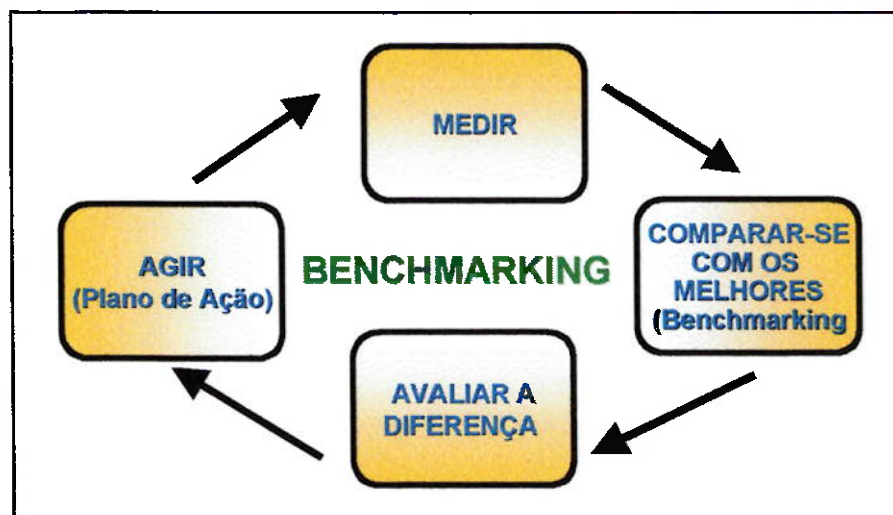 MEDIR
COMPARAR-SE
COM OS
MELHORES
(Benchmarking
AGIR
(Plano de Ação)
BENCHMARKING
AVALIAR A
DIFERENÇA